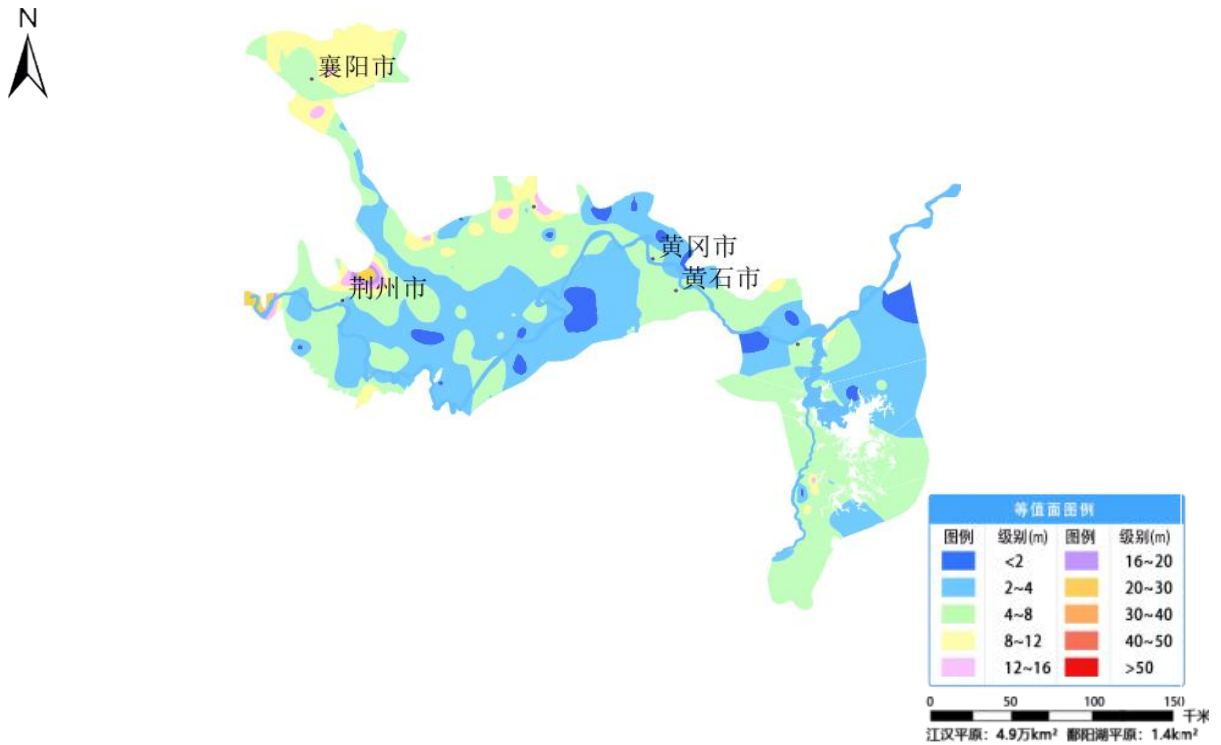 N
襄阳市
黄冈市
黄石市
荆州市
等值面图例
图例 级别(m) 图例 级别(m)
<2 16~20
2~4 20~30
4~8 30~40
8~12 40~50
12~16 >50
0 50 100 150
千米
江汉平原：4.9万km² 鄱阳湖平原：1.4km²